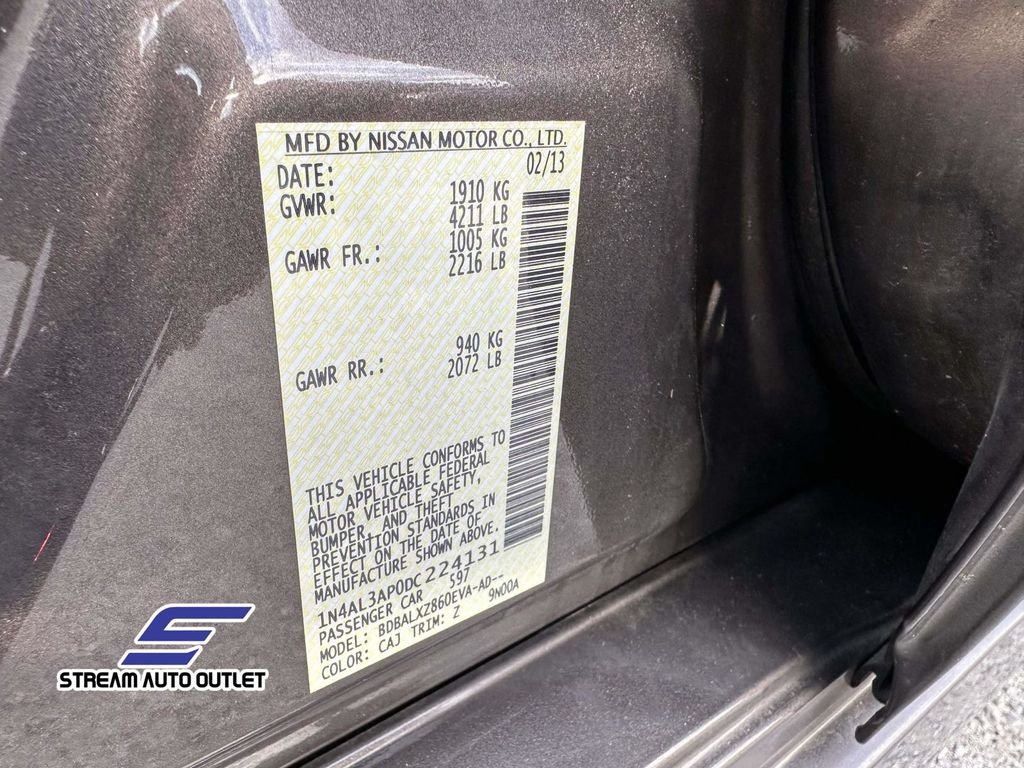 MFD BY NISSAN MOTOR CO., LTD.
DATE: 02/13
GVWR: 1910 KG
4211 LB
GAWR FR.: 1005 KG
2216 LB
GAWR RR.: 940 KG
2072 LB
THIS VEHICLE CONFORMS TO
ALL APPLICABLE FEDERAL
MOTOR VEHICLE SAFETY,
BUMPER, AND THEFT
PREVENTION STANDARDS IN
EFFECT ON THE DATE OF
MANUFACTURE SHOWN ABOVE.
1N4AL3AP0DC224131
PASSENGER CAR 597
MODEL: BDBALXZ860EVA-AD--
COLOR: CAJ TRIM: Z 9N00A
STREAM AUTO OUTLET